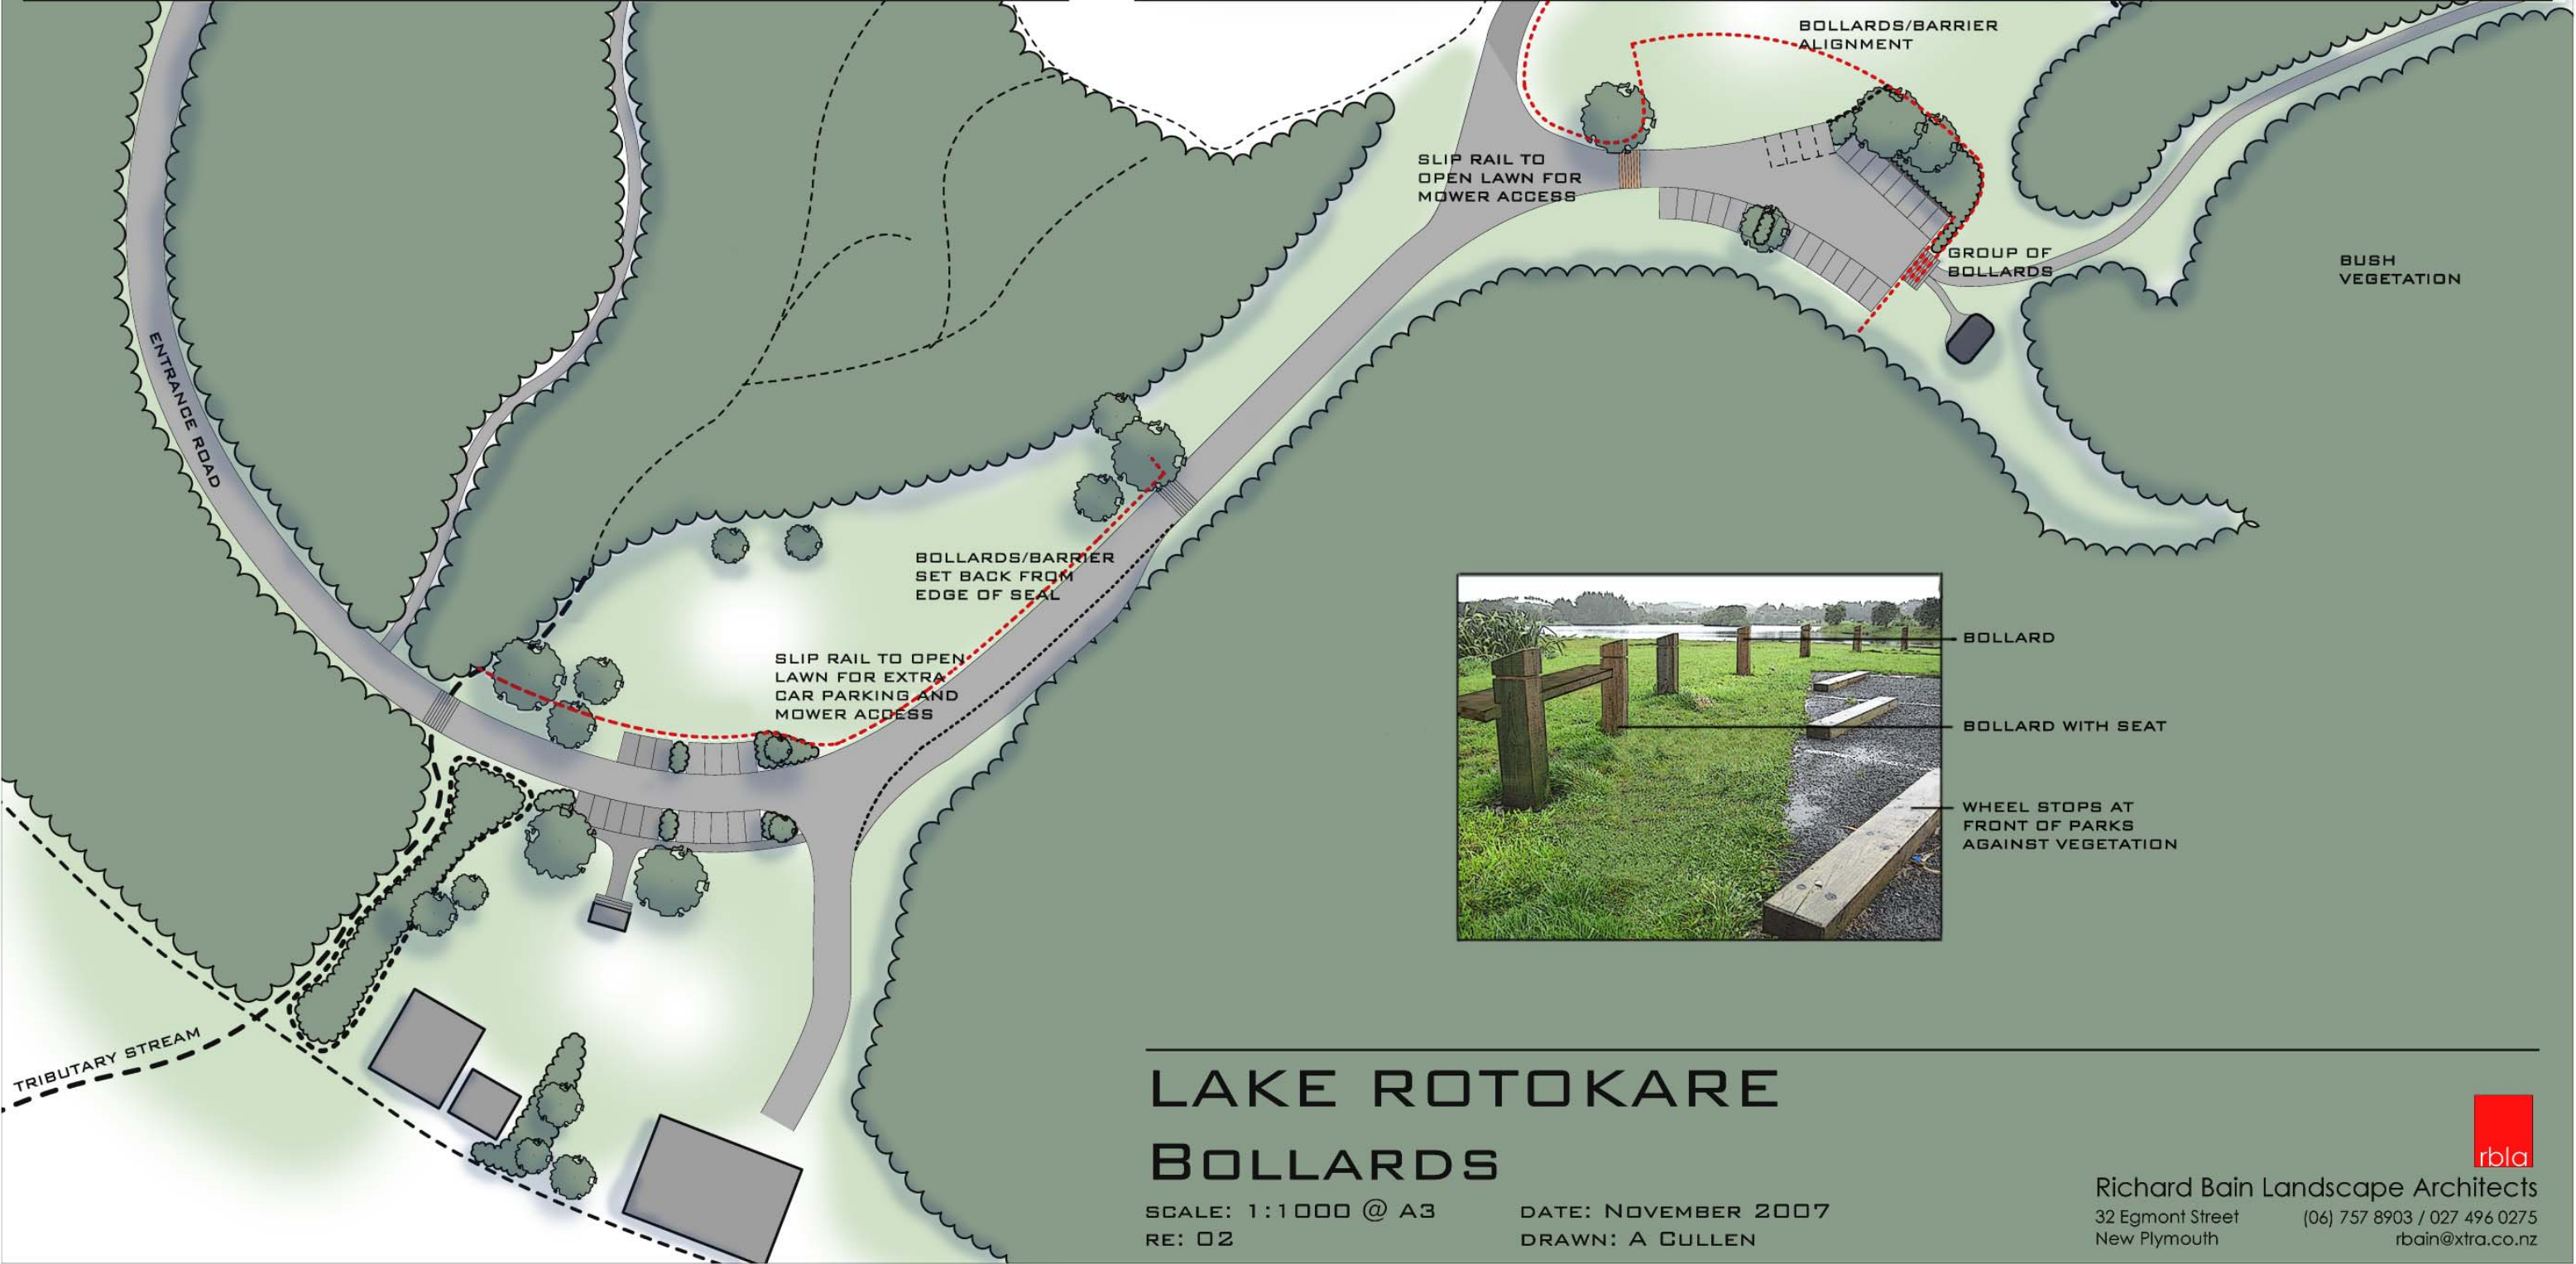 BOLLARDS/BARRIER
ALIGNMENT
SLIP RAIL TO
OPEN LAWN FOR
MOWER ACCESS
GROUP OF
BOLLARDS
BUSH
VEGETATION
ENTRANCE ROAD
BOLLARDS/BARRIER
SET BACK FROM
EDGE OF SEAL
SLIP RAIL TO OPEN
LAWN FOR EXTRA
CAR PARKING AND
MOWER ACCESS
BOLLARD
BOLLARD WITH SEAT
WHEEL STOPS AT
FRONT OF PARKS
AGAINST VEGETATION
TRIBUTARY STREAM
LAKE ROTOKARE
BOLLARDS
SCALE: 1:1000 @ A3
DATE: NOVEMBER 2007
RE: 02
DRAWN: A CULLEN
rbla
Richard Bain Landscape Architects
32 Egmont Street (06) 757 8903 / 027 496 0275
New Plymouth rbain@xtra.co.nz